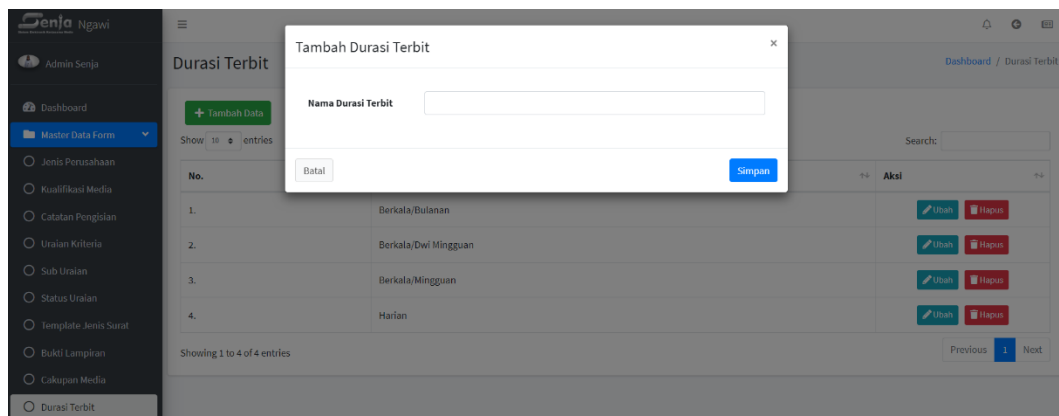 Senja Ngawi
Admin Senja
Dashboard
Master Data Form
Jenis Perusahaan
Kualifikasi Media
Catatan Pengisian
Uraian Kriteria
Sub Uraian
Status Uraian
Template Jenis Surat
Bukti Lampiran
Cakupan Media
Durasi Terbit
Durasi Terbit
Dashboard / Durasi Terbit
+ Tambah Data
Show 10 entries
Search:
No. Aksi
1. Berkala/Bulanan Ubah Hapus
2. Berkala/Dwi Mingguan Ubah Hapus
3. Berkala/Mingguan Ubah Hapus
4. Harian Ubah Hapus
Showing 1 to 4 of 4 entries
Previous 1 Next
Tambah Durasi Terbit ×
Nama Durasi Terbit
Batal Simpan